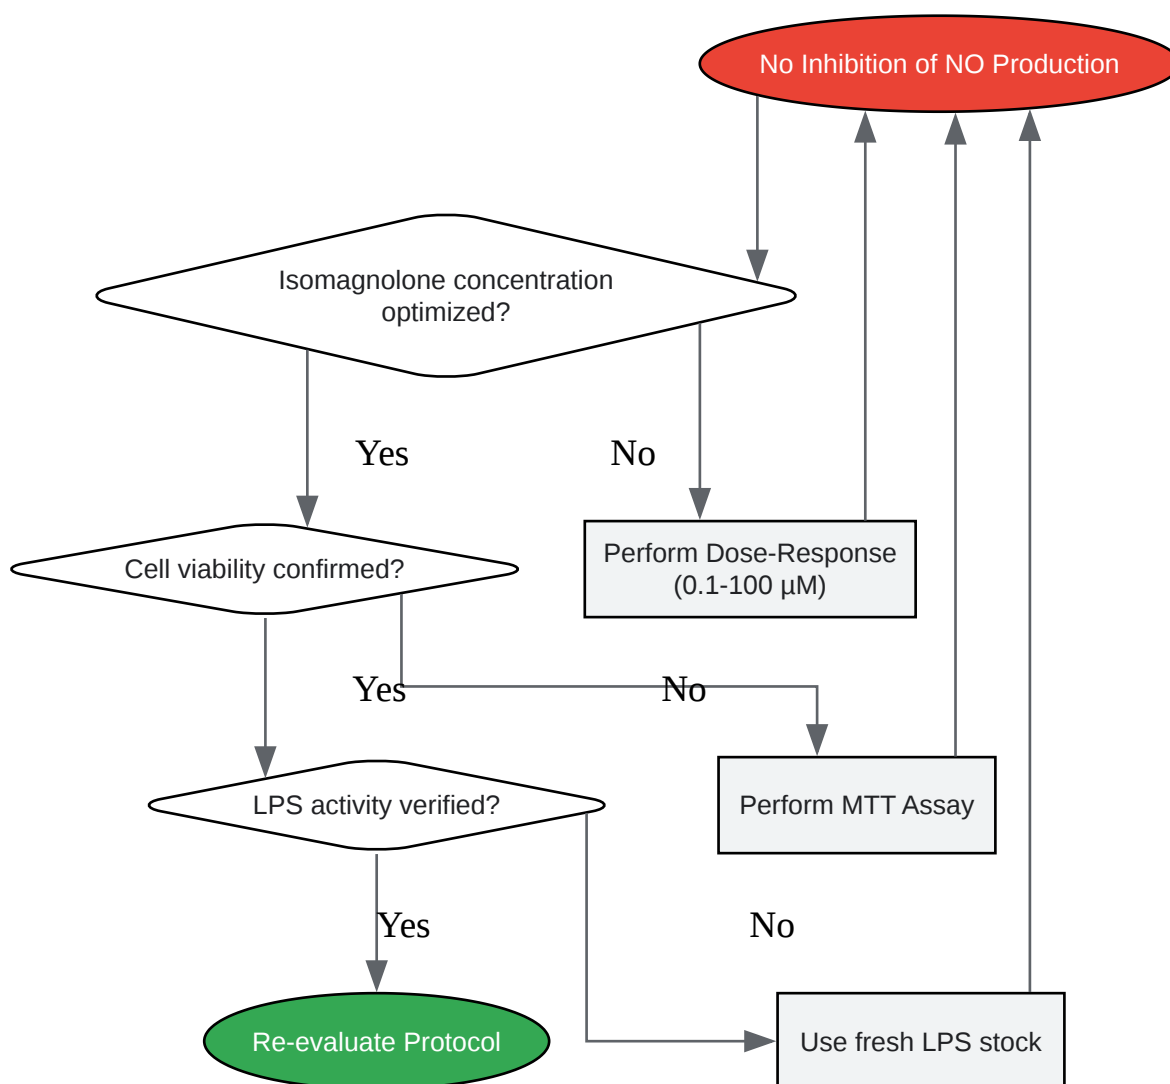 No Inhibition of NO Production
Isomagnolone concentration
optimized?
Yes
No
Cell viability confirmed?
Perform Dose-Response
(0.1-100 µM)
Yes
No
LPS activity verified?
Perform MTT Assay
Yes
No
Re-evaluate Protocol
Use fresh LPS stock